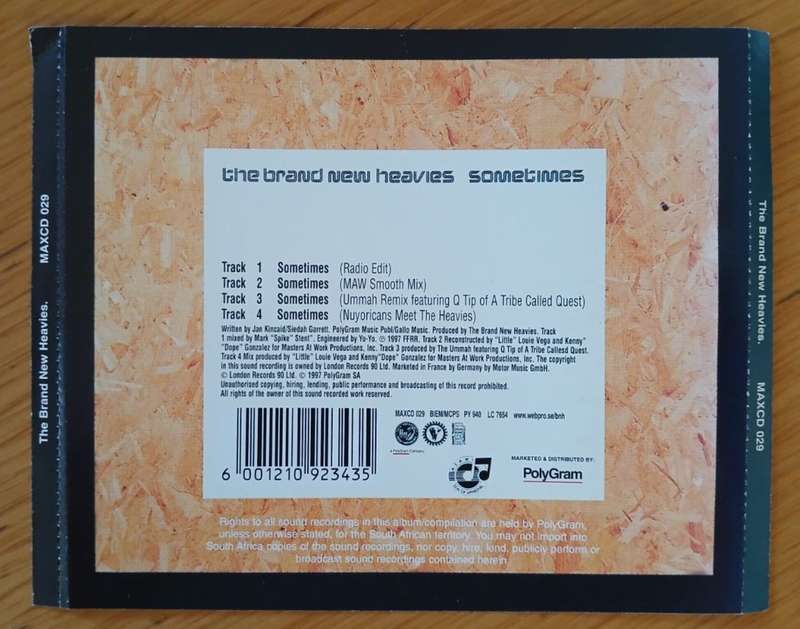 the brand new heavies sometimes
Track 1 Sometimes (Radio Edit)
Track 2 Sometimes (MAW Smooth Mix)
Track 3 Sometimes (Ummah Remix featuring Q Tip of A Tribe Called Quest)
Track 4 Sometimes (Nuyoricans Meet The Heavies)
Written by Jan Kincaid/Siedah Garrett. PolyGram Music Publ/Gallo Music. Produced by The Brand New Heavies. Track
1 mixed by Mark "Spike" Stent". Engineered by Yo-Yo. ℗ 1997 FFRR. Track 2 Reconstructed by "Little" Louie Vega and Kenny"
"Dope" Gonzalez for Masters At Work Productions, Inc. Track 3 produced by The Ummah featuring Q Tip of A Tribe Callesd Quest.
Track 4 Mix produced by "Little" Louie Vega and Kenny"Dope" Gonzalez for Masters At Work Productions, Inc. The copyright
in this sound recording is owned by London Records 90 Ltd. Marketed in France by Germany by Motor Music GmbH.
© London Records 90 Ltd. © 1997 PolyGram SA
Unauthorised copying, hiring, lending, public performance and broadcasting of this record prohibited.
All rights of the owner of this sound recorded work reserved.
MAXCD 029 BIEM/MCPS PY 940 LC 7654 www.webpro.se/bnh
a PolyGram Company
6 001210 923435
MARKETED & DISTRIBUTED BY:
PolyGram
Rights to all sound recordings in this album/compilation are held by PolyGram,
unless otherwise stated, for the South African territory. You may not import into
South Africa copies of the sound recordings, nor copy, hire, lend, publicly perform or
broadcast sound recordings contained herein
The Brand New Heavies. MAXCD 029
The Brand New Heavies. MAXCD 029